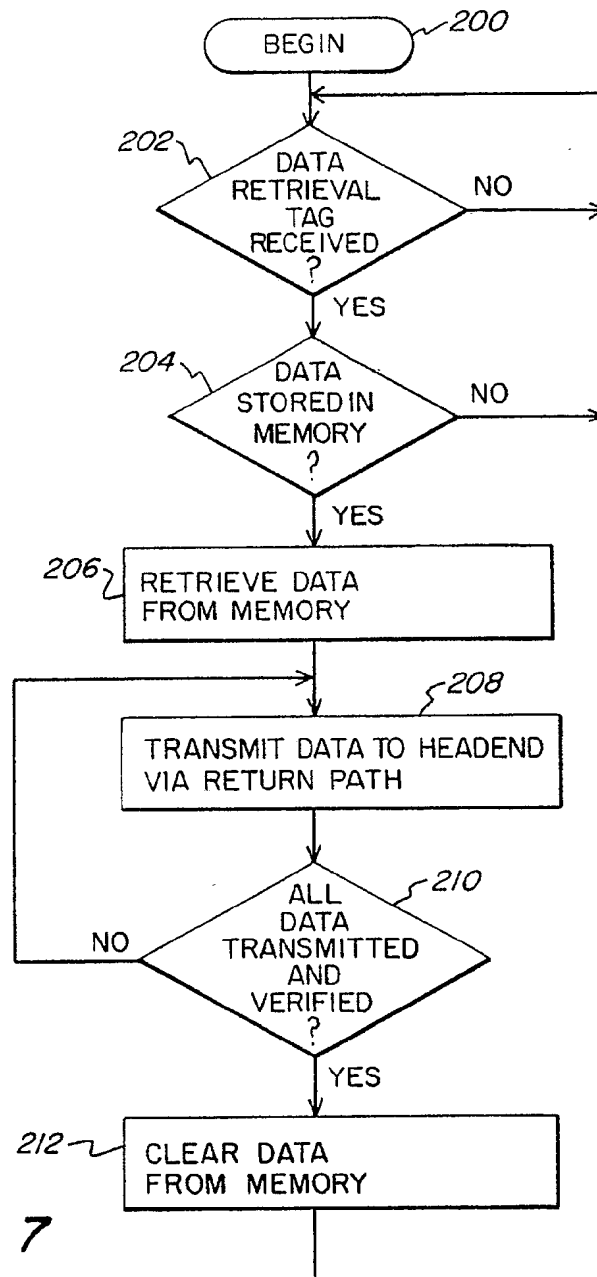 BEGIN
200
202
DATA
RETRIEVAL
TAG
RECEIVED
?
NO
YES
204
DATA
STORED IN
MEMORY
?
NO
YES
206
RETRIEVE DATA
FROM MEMORY
208
TRANSMIT DATA TO HEADEND
VIA RETURN PATH
210
ALL
DATA
TRANSMITTED
AND
VERIFIED
?
NO
YES
212
CLEAR DATA
FROM MEMORY
7